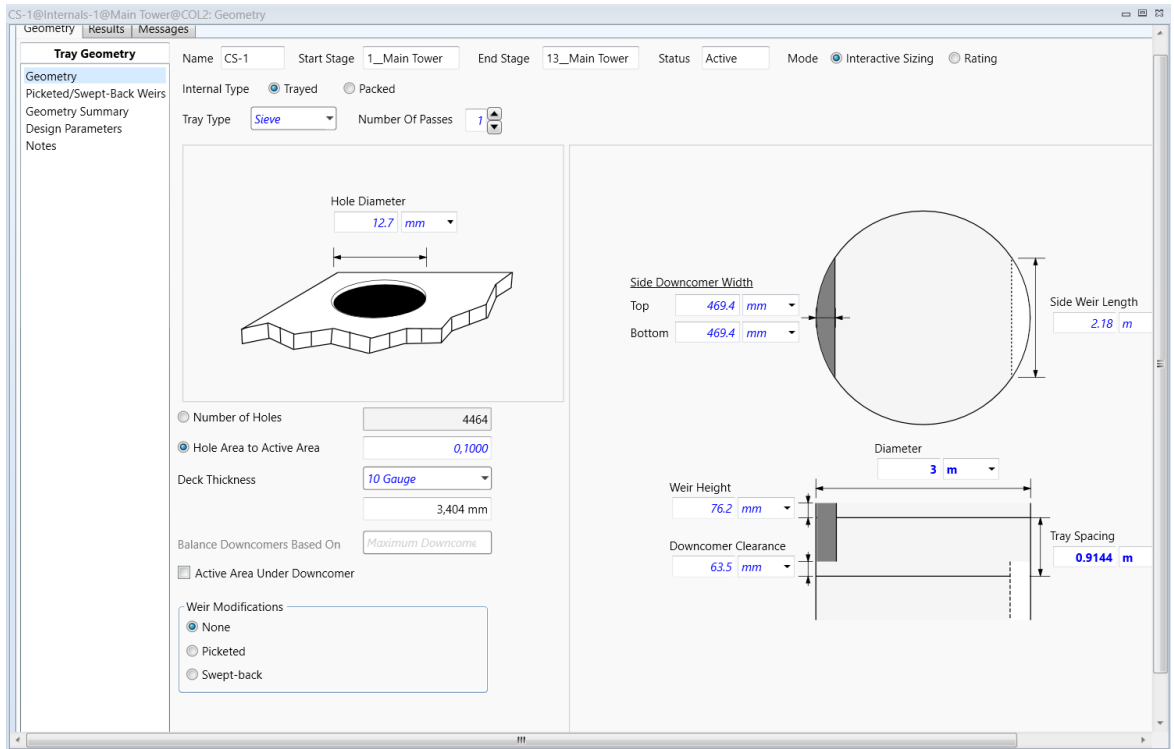 CS-1@Internals-1@Main Tower@COL2: Geometry
Geometry Results Messages
Tray Geometry
Geometry
Picketed/Swept-Back Weirs
Geometry Summary
Design Parameters
Notes
Name CS-1 Start Stage 1__Main Tower End Stage 13__Main Tower Status Active Mode Interactive Sizing Rating
Internal Type Trayed Packed
Tray Type Sieve Number Of Passes 1
Hole Diameter
12.7 mm
Number of Holes 4464
Hole Area to Active Area 0,1000
Deck Thickness 10 Gauge
3,404 mm
Balance Downcomers Based On Maximum Downcome
Active Area Under Downcomer
Weir Modifications
None
Picketed
Swept-back
Side Downcomer Width
Top 469.4 mm
Bottom 469.4 mm
Side Weir Length
2.18 m
Diameter
3 m
Weir Height
76.2 mm
Downcomer Clearance
63.5 mm
Tray Spacing
0.9144 m